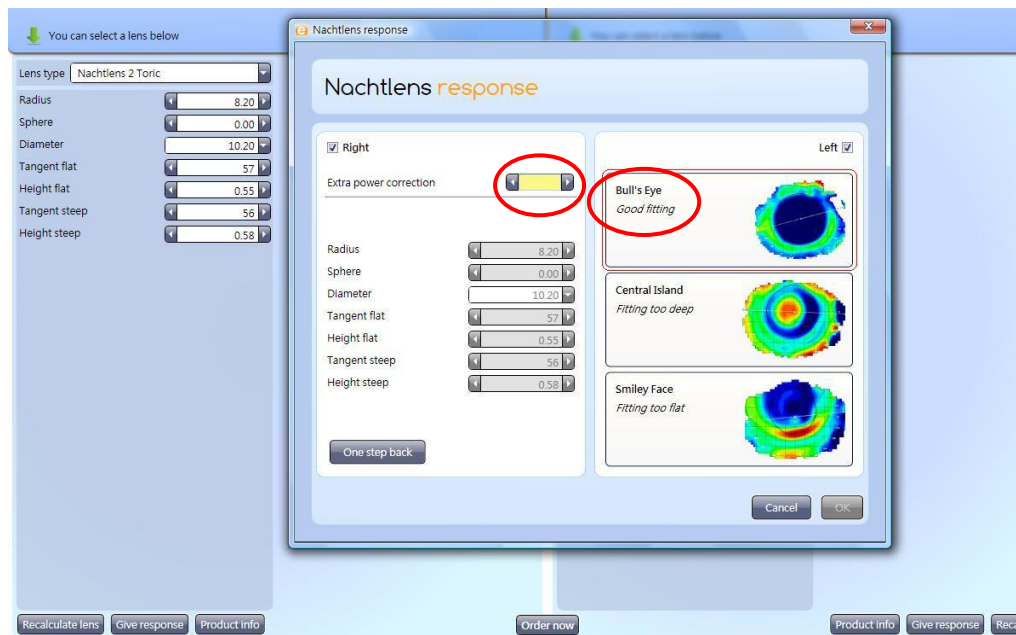 You can select a lens below
Lens type Nachtlens 2 Toric
Radius 8.20
Sphere 0.00
Diameter 10.20
Tangent flat 57
Height flat 0.55
Tangent steep 56
Height steep 0.58
Recalculate lens Give response Product info
Nachtlens response
Nachtlens response
Right
Extra power correction
Radius 8.20
Sphere 0.00
Diameter 10.20
Tangent flat 57
Height flat 0.55
Tangent steep 56
Height steep 0.58
One step back
Left
Bull's Eye
Good fitting
Central Island
Fitting too deep
Smiley Face
Fitting too flat
Cancel OK
Order now
Product info Give response Reca